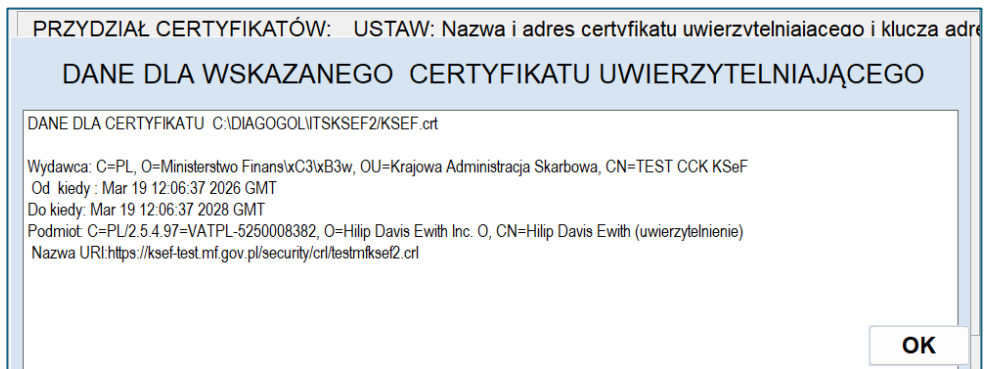 PRZYDZIAŁ CERTYFIKATÓW: USTAW: Nazwa i adres certyfikatu uwierzytelniającego i klucza adre
DANE DLA WSKAZANEGO CERTYFIKATU UWIERZYTELNIAJĄCEGO
DANE DLA CERTYFIKATU C:\DIAGOGOL\ITSKSEF2/KSEF.crt
Wydawca: C=PL, O=Ministerstwo Finans\xC3\xB3w, OU=Krajowa Administracja Skarbowa, CN=TEST CCK KSeF
Od kiedy : Mar 19 12:06:37 2026 GMT
Do kiedy: Mar 19 12:06:37 2028 GMT
Podmiot: C=PL/2.5.4.97=VATPL-5250008382, O=Hilip Davis Ewith Inc. O, CN=Hilip Davis Ewith (uwierzytelnienie)
Nazwa URI:https://ksef-test.mf.gov.pl/security/crl/testmfksef2.crl
OK